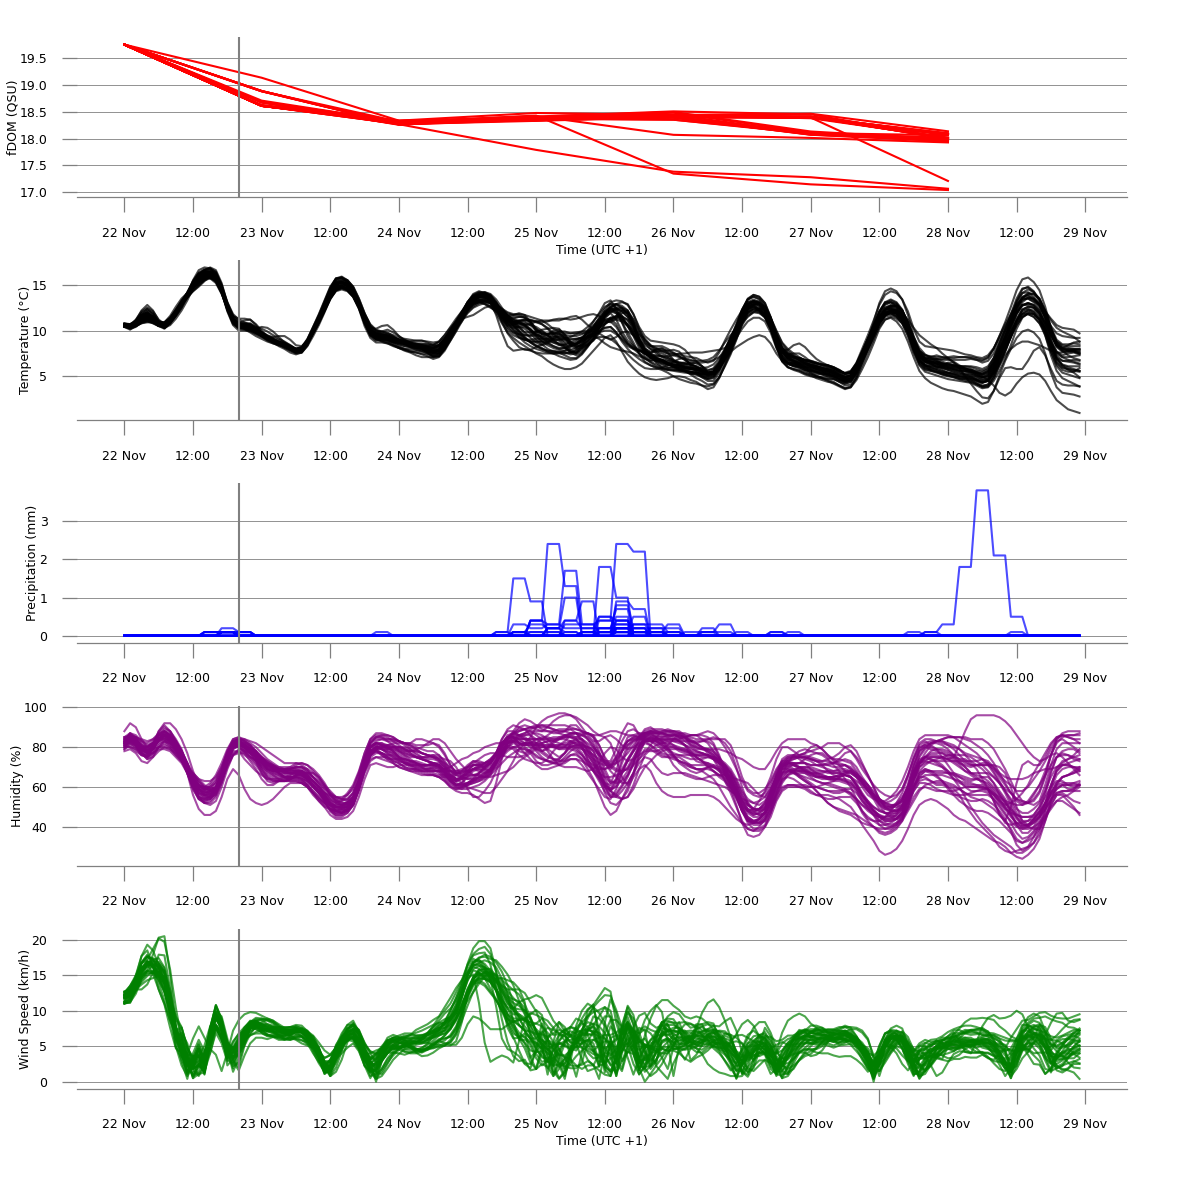 fDOM (QSU)
19.5
19.0
18.5
18.0
17.5
17.0
22 Nov 12:00 23 Nov 12:00 24 Nov 12:00 25 Nov 12:00 26 Nov 12:00 27 Nov 12:00 28 Nov 12:00 29 Nov
Time (UTC +1)
Temperature (°C)
15
10
5
22 Nov 12:00 23 Nov 12:00 24 Nov 12:00 25 Nov 12:00 26 Nov 12:00 27 Nov 12:00 28 Nov 12:00 29 Nov
Precipitation (mm)
3
2
1
0
22 Nov 12:00 23 Nov 12:00 24 Nov 12:00 25 Nov 12:00 26 Nov 12:00 27 Nov 12:00 28 Nov 12:00 29 Nov
Humidity (%)
100
80
60
40
22 Nov 12:00 23 Nov 12:00 24 Nov 12:00 25 Nov 12:00 26 Nov 12:00 27 Nov 12:00 28 Nov 12:00 29 Nov
Wind Speed (km/h)
20
15
10
5
0
22 Nov 12:00 23 Nov 12:00 24 Nov 12:00 25 Nov 12:00 26 Nov 12:00 27 Nov 12:00 28 Nov 12:00 29 Nov
Time (UTC +1)